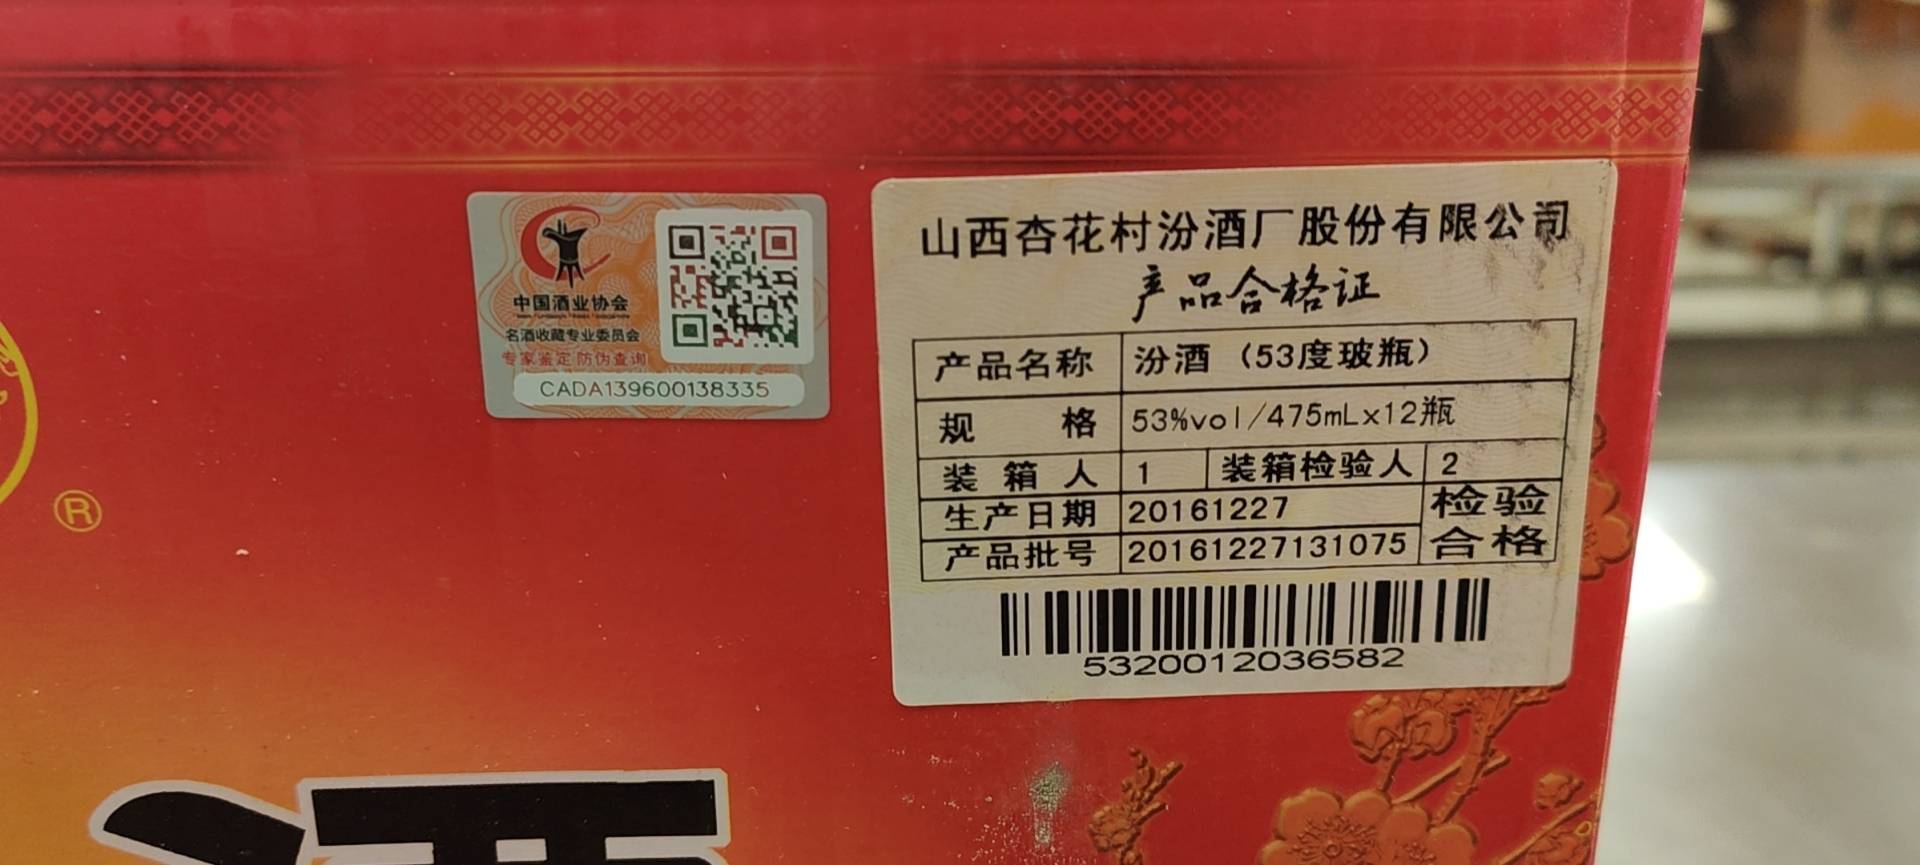 中国酒业协会
名酒收藏专业委员会
专家鉴定 防伪查询
CADA139600138335
山西杏花村汾酒厂股份有限公司
产品合格证
产品名称 汾酒（53度玻瓶）
规格 53%vol/475mLx12瓶
装箱人 1 装箱检验人 2
生产日期 20161227 检验
产品批号 20161227131075 合格
5320012036582
®